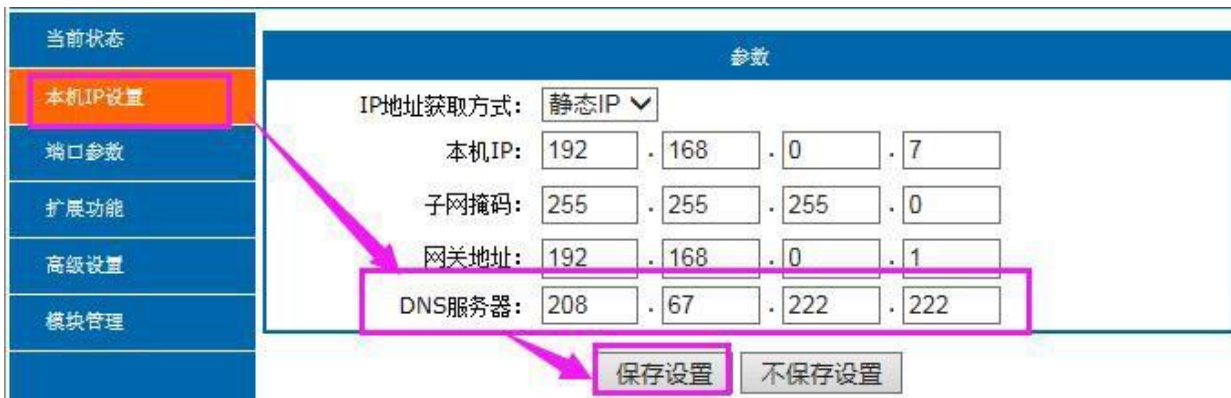 当前状态
本机IP设置
端口参数
扩展功能
高级设置
模块管理
参数
IP地址获取方式: 静态IP
本机IP: 192 . 168 . 0 . 7
子网掩码: 255 . 255 . 255 . 0
网关地址: 192 . 168 . 0 . 1
DNS服务器: 208 . 67 . 222 . 222
保存设置 不保存设置